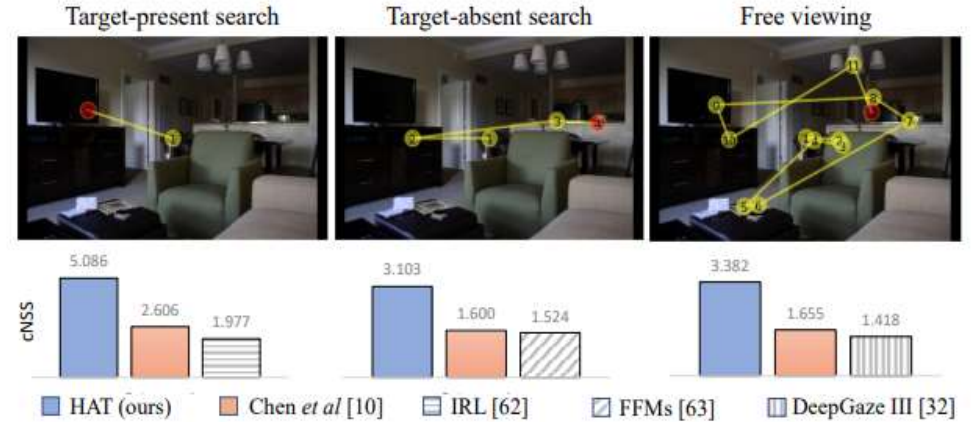 Target-present search Target-absent search Free viewing
5.086 2.606 1.977
3.103 1.600 1.524
3.382 1.655 1.418
cNSS
HAT (ours) Chen et al [10] IRL [62] FFMs [63] DeepGaze III [32]